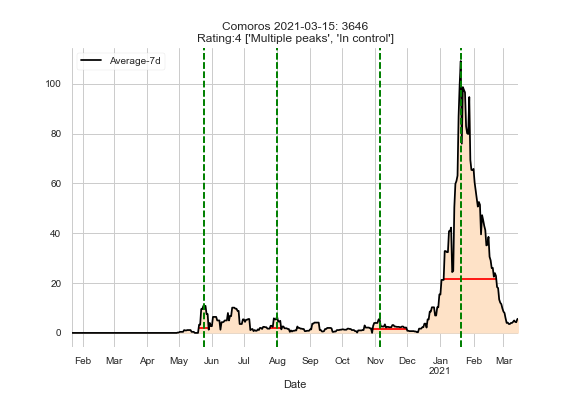 Comoros 2021-03-15: 3646
Rating:4 ['Multiple peaks', 'In control']
Average-7d
100
80
60
40
20
0
Feb Mar Apr May Jun Jul Aug Sep Oct Nov Dec Jan Feb Mar
2021
Date